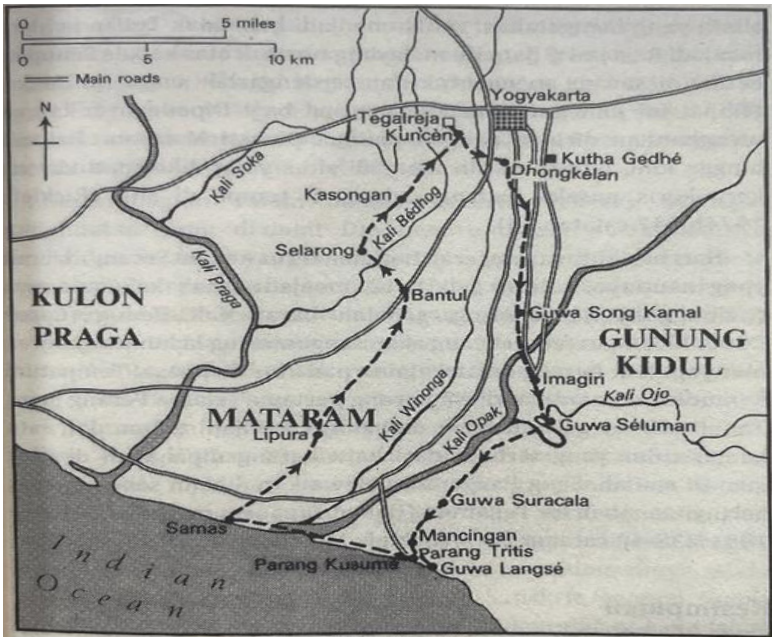 0 5 miles
0 5 10 km
Main roads
N
Yogyakarta
Tegalreja
Kuncèn
Kutha Gedhé
Dhongkèlan
Kali Soka
Kasongan
Kali Bedhog
Selarong
Kali Praga
Bantul
KULON
PRAGA
Guwa Song Kamal
GUNUNG
KIDUL
Imagiri
Kali Ojo
MATARAM
Lipura
Kali Winonga
Kali Opak
Guwa Séluman
Guwa Suracala
Samas
Mancingan
Parang Tritis
Parang Kusumo
Guwa Langsé
Indian
Ocean